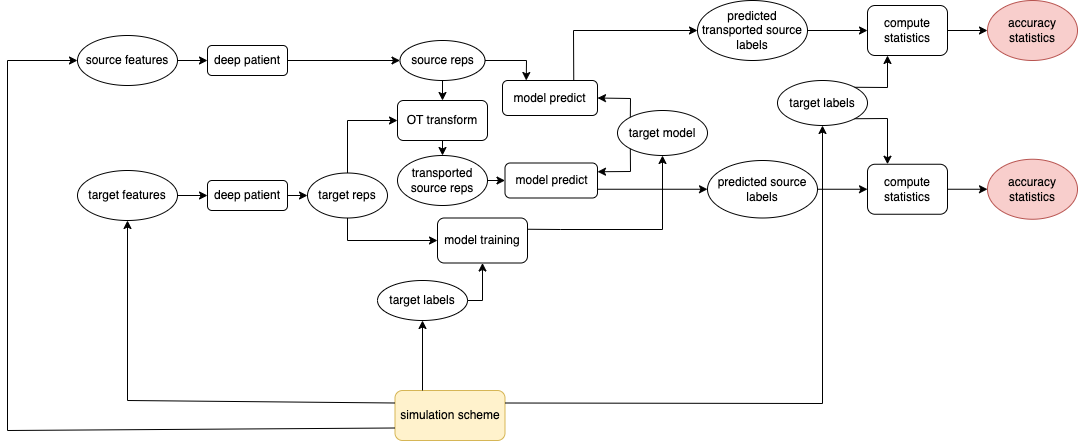 predicted
transported source
labels
compute
statistics
accuracy
statistics
source features
deep patient
source reps
model predict
target labels
OT transform
target model
transported
source reps
model predict
target features
deep patient
target reps
predicted source
labels
compute
statistics
accuracy
statistics
model training
target labels
simulation scheme